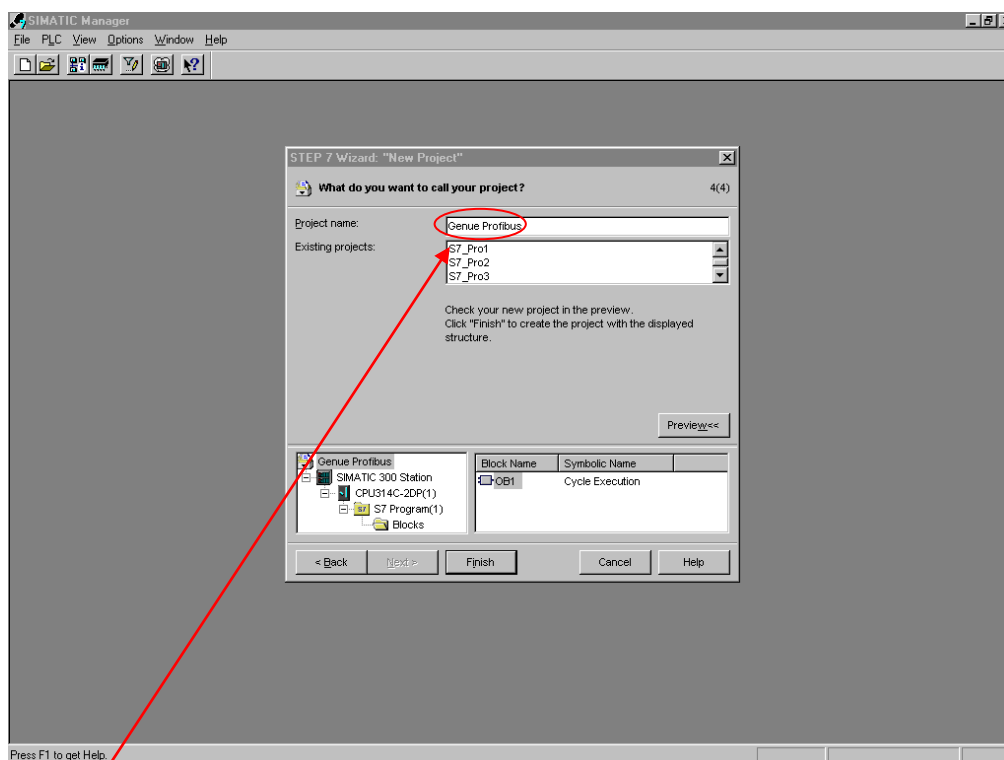 SIMATIC Manager
File PLC View Options Window Help
STEP 7 Wizard: "New Project"
What do you want to call your project? 4(4)
Project name: Genue Profibus
Existing projects: S7_Pro1
S7_Pro2
S7_Pro3
Check your new project in the preview.
Click "Finish" to create the project with the displayed
structure.
Preview<<
Genue Profibus
SIMATIC 300 Station
CPU314C-2DP(1)
S7 Program(1)
Blocks
Block Name Symbolic Name
OB1 Cycle Execution
< Back Next > Finish Cancel Help
Press F1 to get Help.